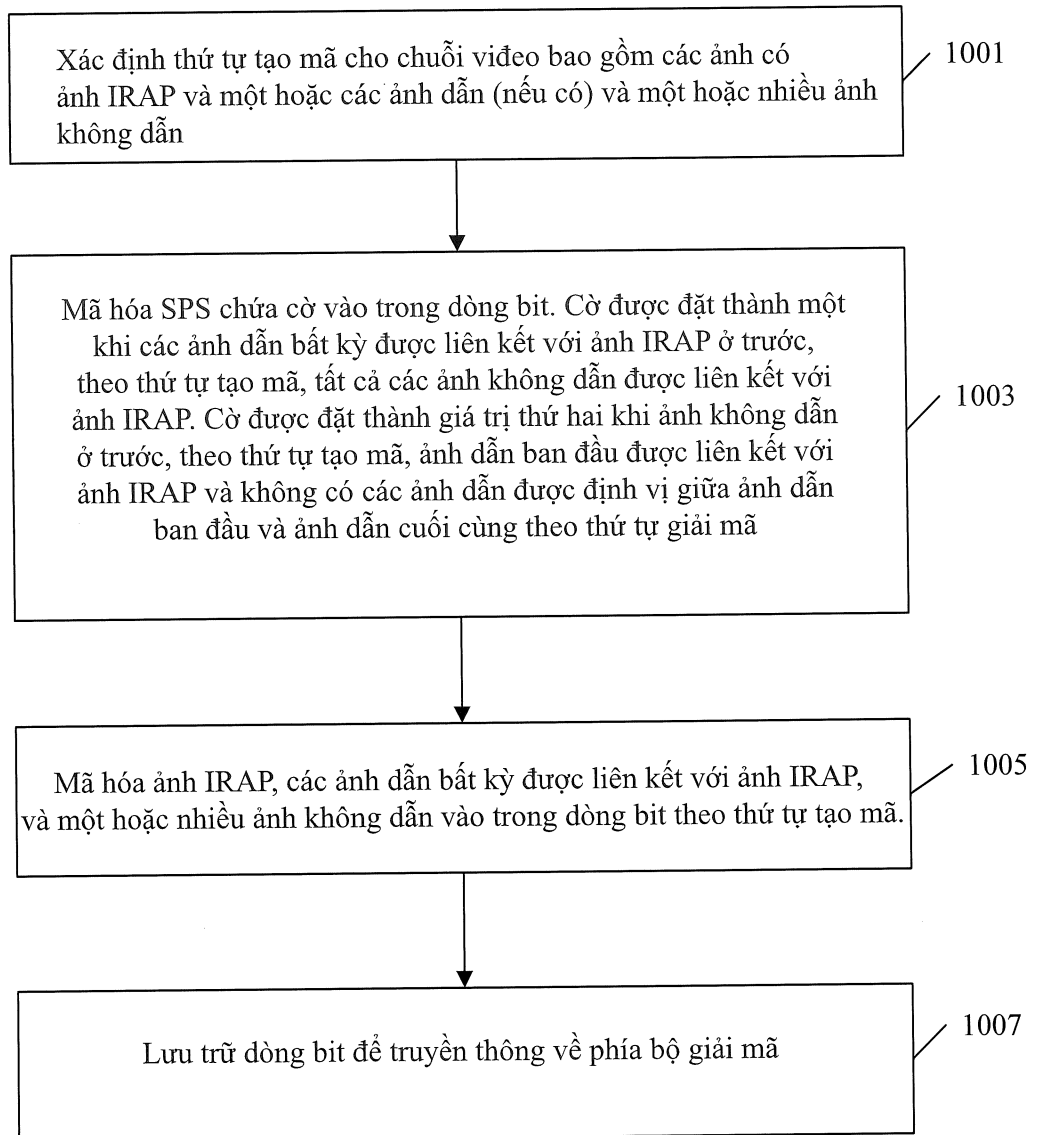 Xác định thứ tự tạo mã cho chuỗi viđeo bao gồm các ảnh có
ảnh IRAP và một hoặc các ảnh dẫn (nếu có) và một hoặc nhiều ảnh
không dẫn
1001
Mã hóa SPS chứa cờ vào trong dòng bit. Cờ được đặt thành một
khi các ảnh dẫn bất kỳ được liên kết với ảnh IRAP ở trước,
theo thứ tự tạo mã, tất cả các ảnh không dẫn được liên kết với
ảnh IRAP. Cờ được đặt thành giá trị thứ hai khi ảnh không dẫn
ở trước, theo thứ tự tạo mã, ảnh dẫn ban đầu được liên kết với
ảnh IRAP và không có các ảnh dẫn được định vị giữa ảnh dẫn
ban đầu và ảnh dẫn cuối cùng theo thứ tự giải mã
1003
Mã hóa ảnh IRAP, các ảnh dẫn bất kỳ được liên kết với ảnh IRAP,
và một hoặc nhiều ảnh không dẫn vào trong dòng bit theo thứ tự tạo mã.
1005
Lưu trữ dòng bit để truyền thông về phía bộ giải mã
1007